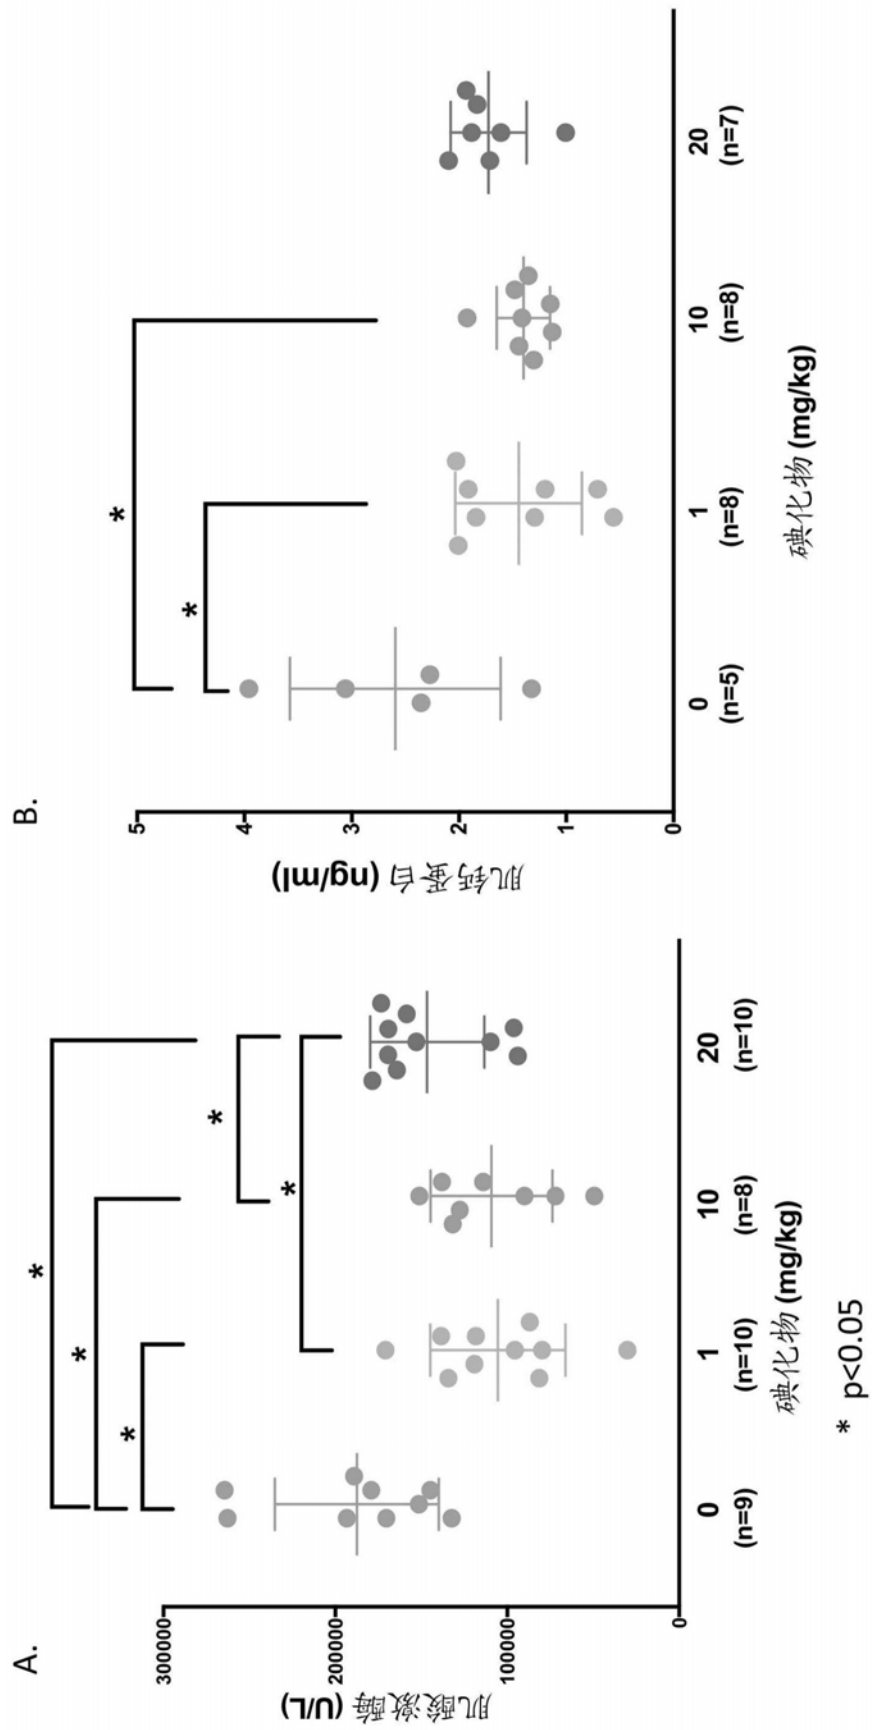 A.
肌酸激酶 (U/L)
300000
200000
100000
0
*
*
*
*
*
0
1
10
20
(n=9)
(n=10)
(n=8)
(n=10)
碘化物 (mg/kg)
* p<0.05
B.
肌钙蛋白 (ng/ml)
5
4
3
2
1
0
*
*
0
1
10
20
(n=5)
(n=8)
(n=8)
(n=7)
碘化物 (mg/kg)